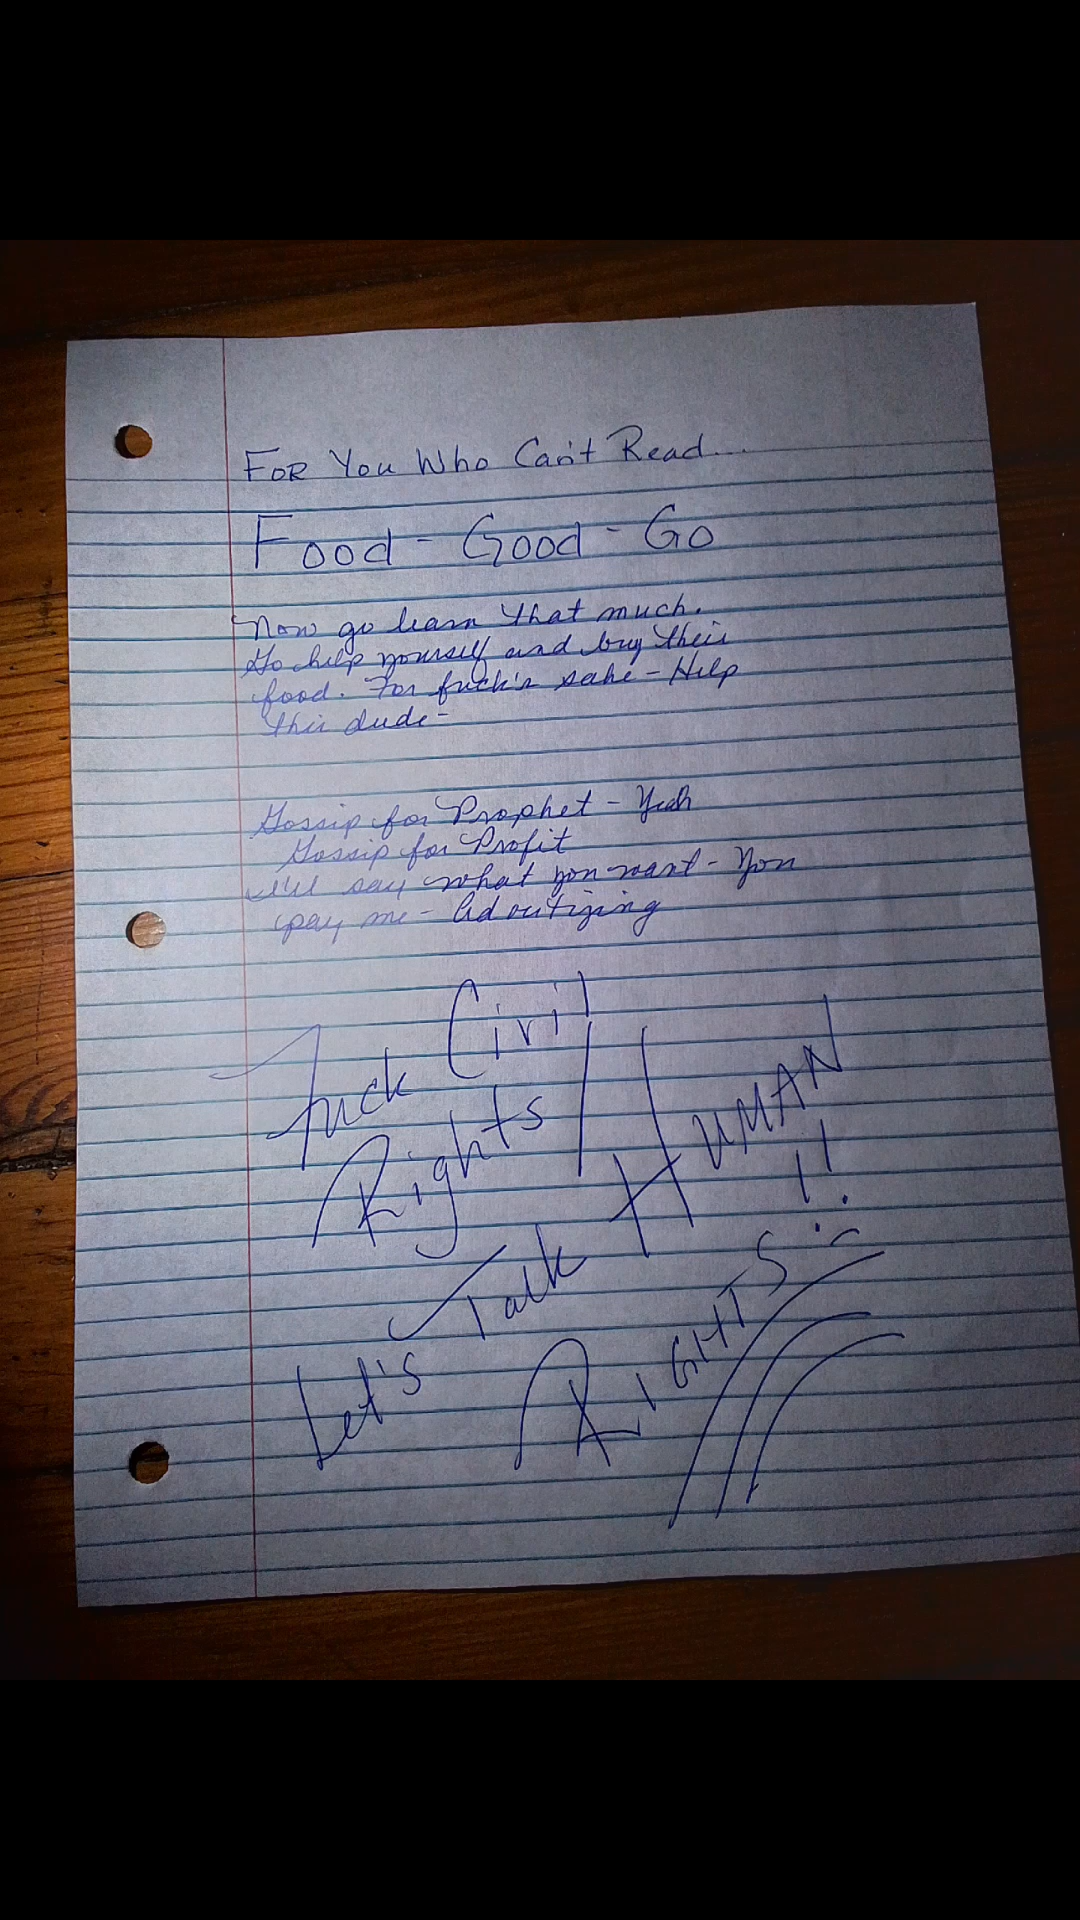 FOR You Who Can't Read...
Food - Good - Go
Now go learn that much.
Go help yourself and buy their
food. For fuck's sake - Help
this dude -
Gossip for Prophet - Yeah
Gossip for Profit
I'll say what you want - You
pay me - Advertizing
Fuck Civil
Rights/
Let's Talk HUMAN
RIGHTS!!